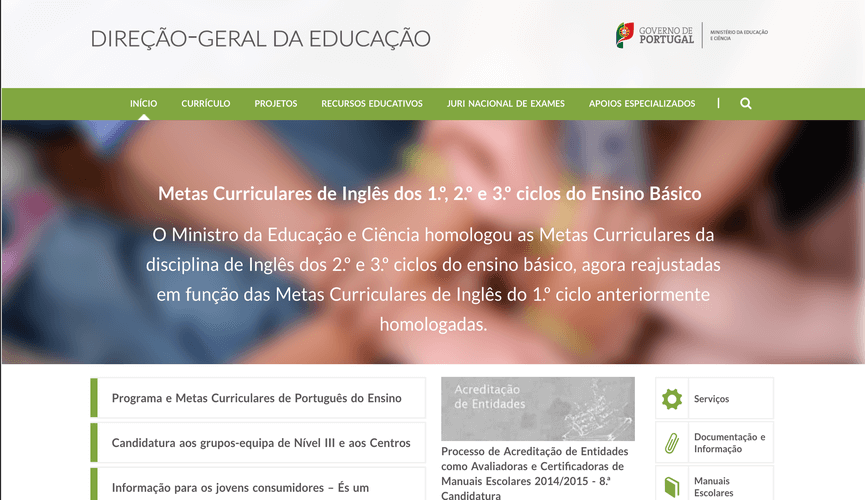 DIREÇÃO-GERAL DA EDUCAÇÃO
GOVERNO DE
PORTUGAL
MINISTÉRIO DA EDUCAÇÃO
E CIÊNCIA
INÍCIO
CURRÍCULO
PROJETOS
RECURSOS EDUCATIVOS
JURI NACIONAL DE EXAMES
APOIOS ESPECIALIZADOS
Metas Curriculares de Inglês dos 1.º, 2.º e 3.º ciclos do Ensino Básico
O Ministro da Educação e Ciência homologou as Metas Curriculares da
disciplina de Inglês dos 2.º e 3.º ciclos do ensino básico, agora reajustadas
em função das Metas Curriculares de Inglês do 1.º ciclo anteriormente
homologadas.
Programa e Metas Curriculares de Português do Ensino
Candidatura aos grupos-equipa de Nível III e aos Centros
Informação para os jovens consumidores – És um
Acreditação
de Entidades
Processo de Acreditação de Entidades
como Avaliadoras e Certificadoras de
Manuais Escolares 2014/2015 - 8.ª
Candidatura
Serviços
Documentação e
Informação
Manuais
Escolares